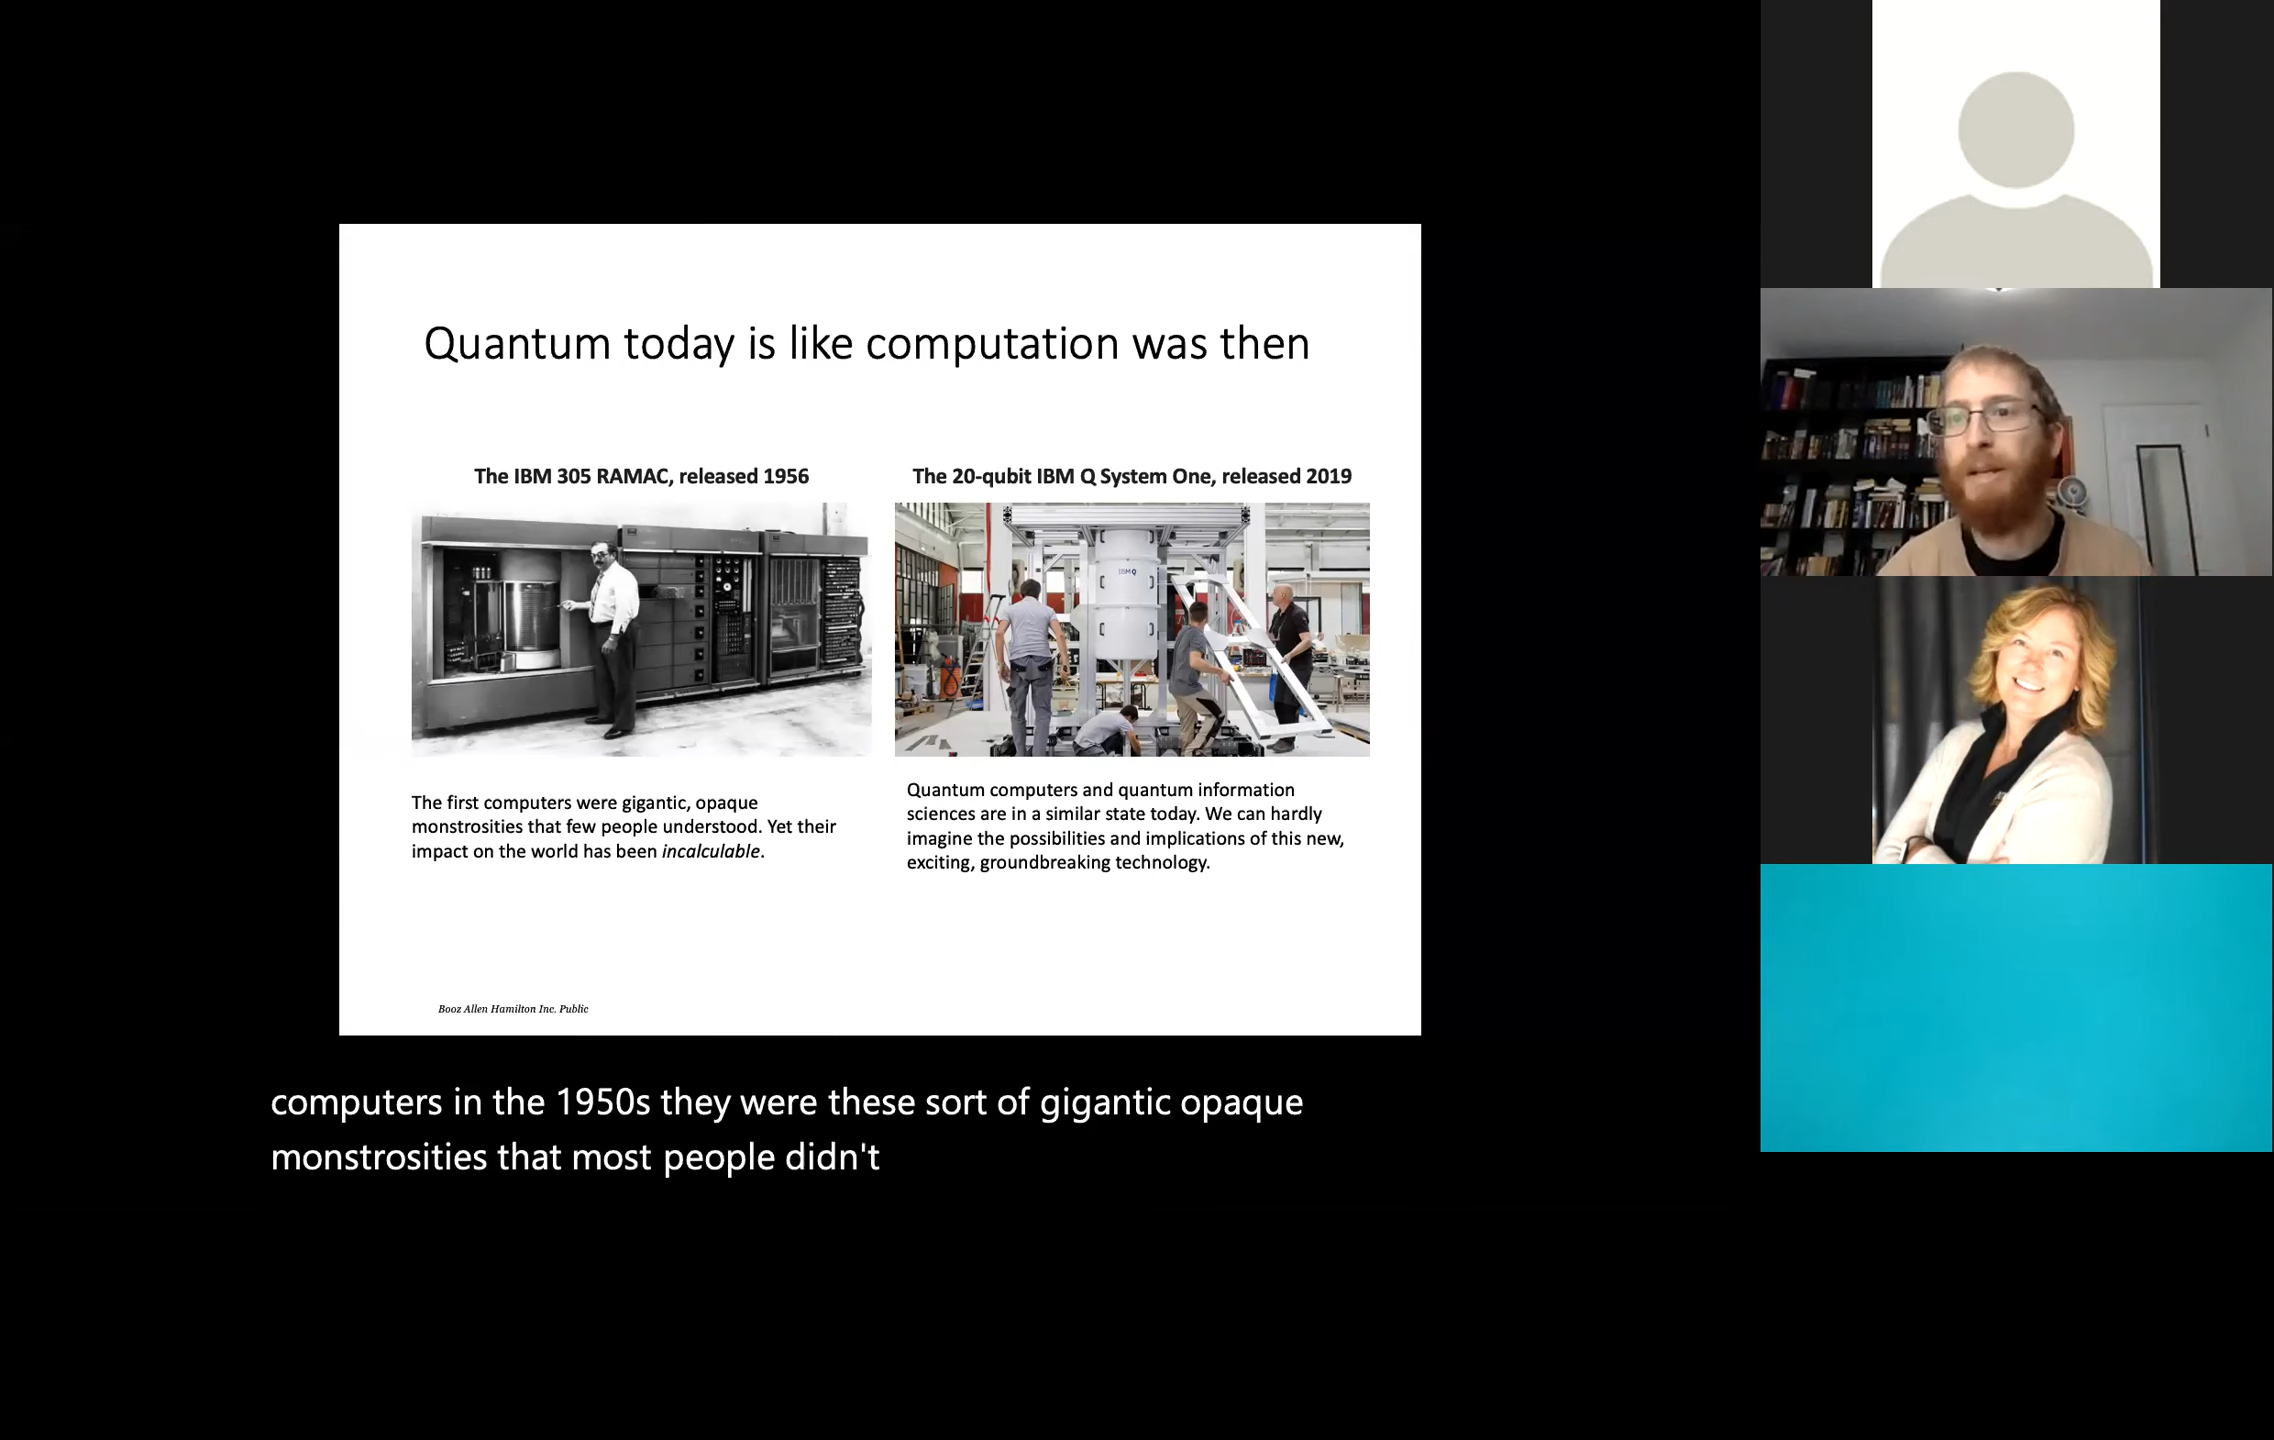 Quantum today is like computation was then
The IBM 305 RAMAC, released 1956
The 20-qubit IBM Q System One, released 2019
IBM Q
The first computers were gigantic, opaque
monstrosities that few people understood. Yet their
impact on the world has been incalculable.
Quantum computers and quantum information
sciences are in a similar state today. We can hardly
imagine the possibilities and implications of this new,
exciting, groundbreaking technology.
Booz Allen Hamilton Inc. Public
computers in the 1950s they were these sort of gigantic opaque
monstrosities that most people didn't